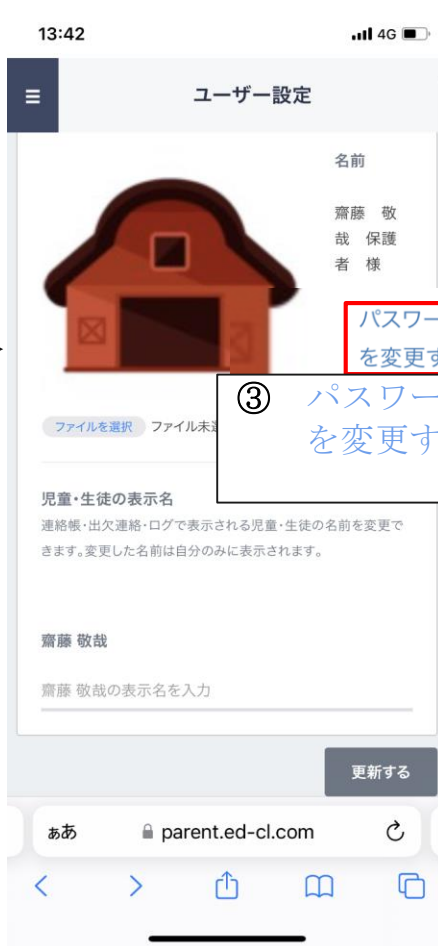 13:42
4G
ユーザー設定
名前
齋藤 敬
哉 保護
者 様
パスワー
を変更す
③ パスワー
を変更す
ファイルを選択 ファイル未
児童・生徒の表示名
連絡帳・出欠連絡・ログで表示される児童・生徒の名前を変更で
きます。変更した名前は自分のみに表示されます。
齋藤 敬哉
齋藤 敬哉の表示名を入力
更新する
ぁあ parent.ed-cl.com